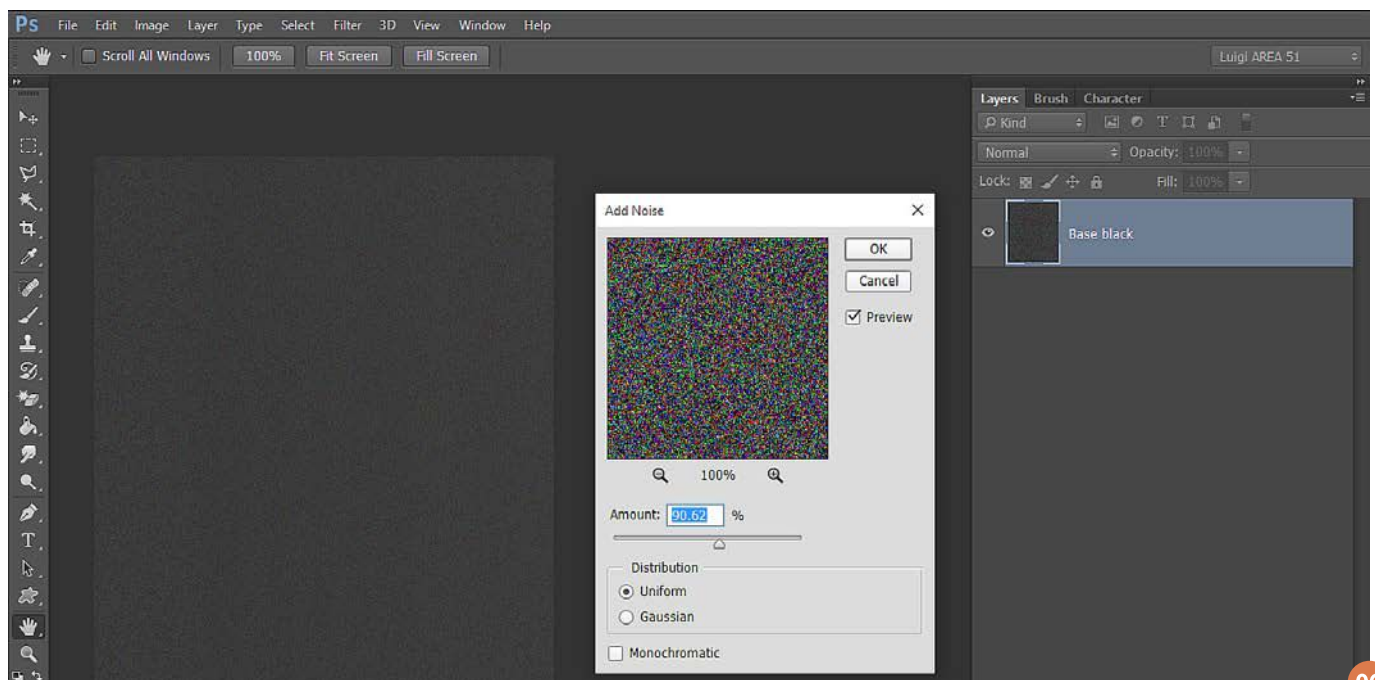 Ps File Edit Image Layer Type Select Filter 3D View Window Help
Scroll All Windows 100% Fit Screen Fill Screen Luigi AREA 51
Layers Brush Character
Kind
Normal Opacity: 100%
Lock: Fill: 100%
Base black
Add Noise
OK
Cancel
Preview
100%
Amount: 90.62 %
Distribution
Uniform
Gaussian
Monochromatic